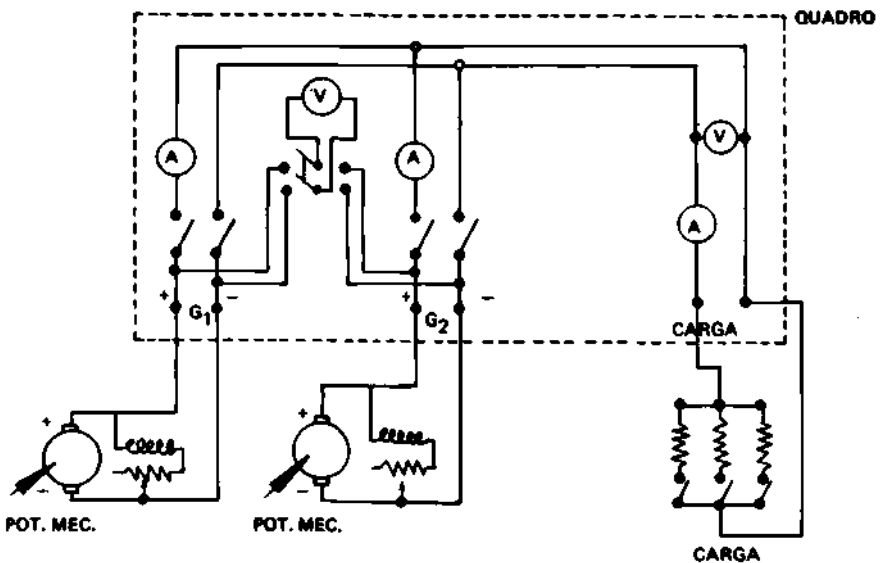 QUADRO
V
A
A
V
A
+ G1 −
+ G2 −
CARGA
+
−
POT. MEC.
+
−
POT. MEC.
CARGA